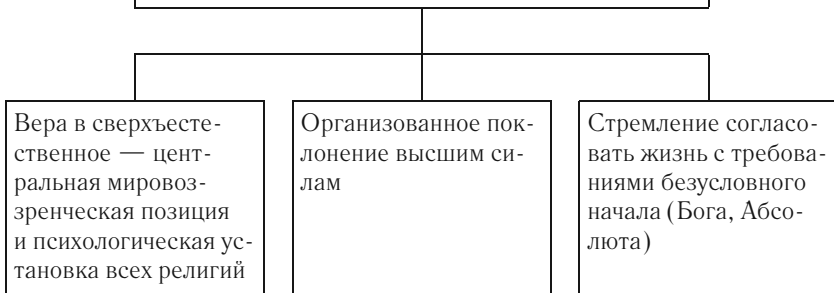 Вера в сверхъесте-
ственное — цент-
ральная мировоз-
зренческая позиция
и психологическая ус-
тановка всех религий
Организованное пок-
лонение высшим си-
лам
Стремление согласо-
вать жизнь с требова-
ниями безусловного
начала (Бога, Абсо-
люта)